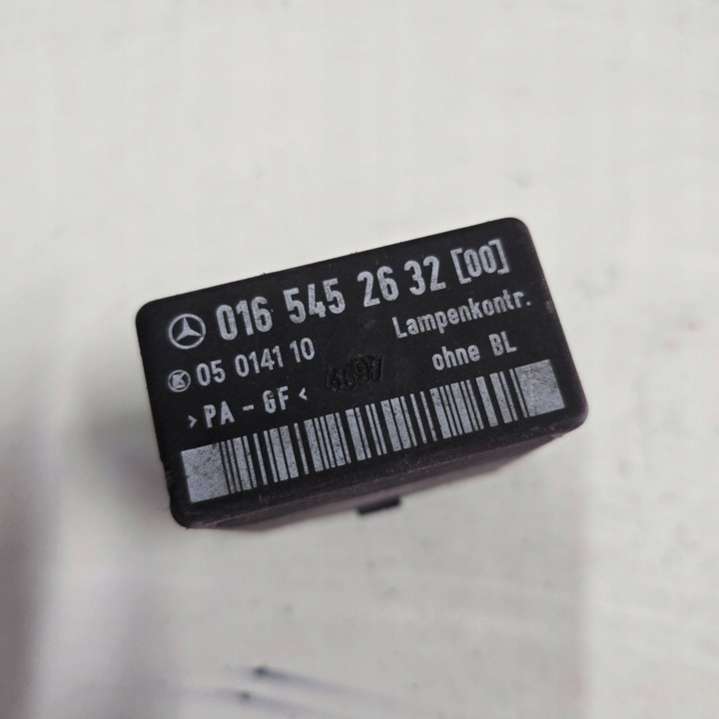 016 545 26 32 [00]
05 0141 10
Lampenkontr.
ohne BL
>PA-GF<